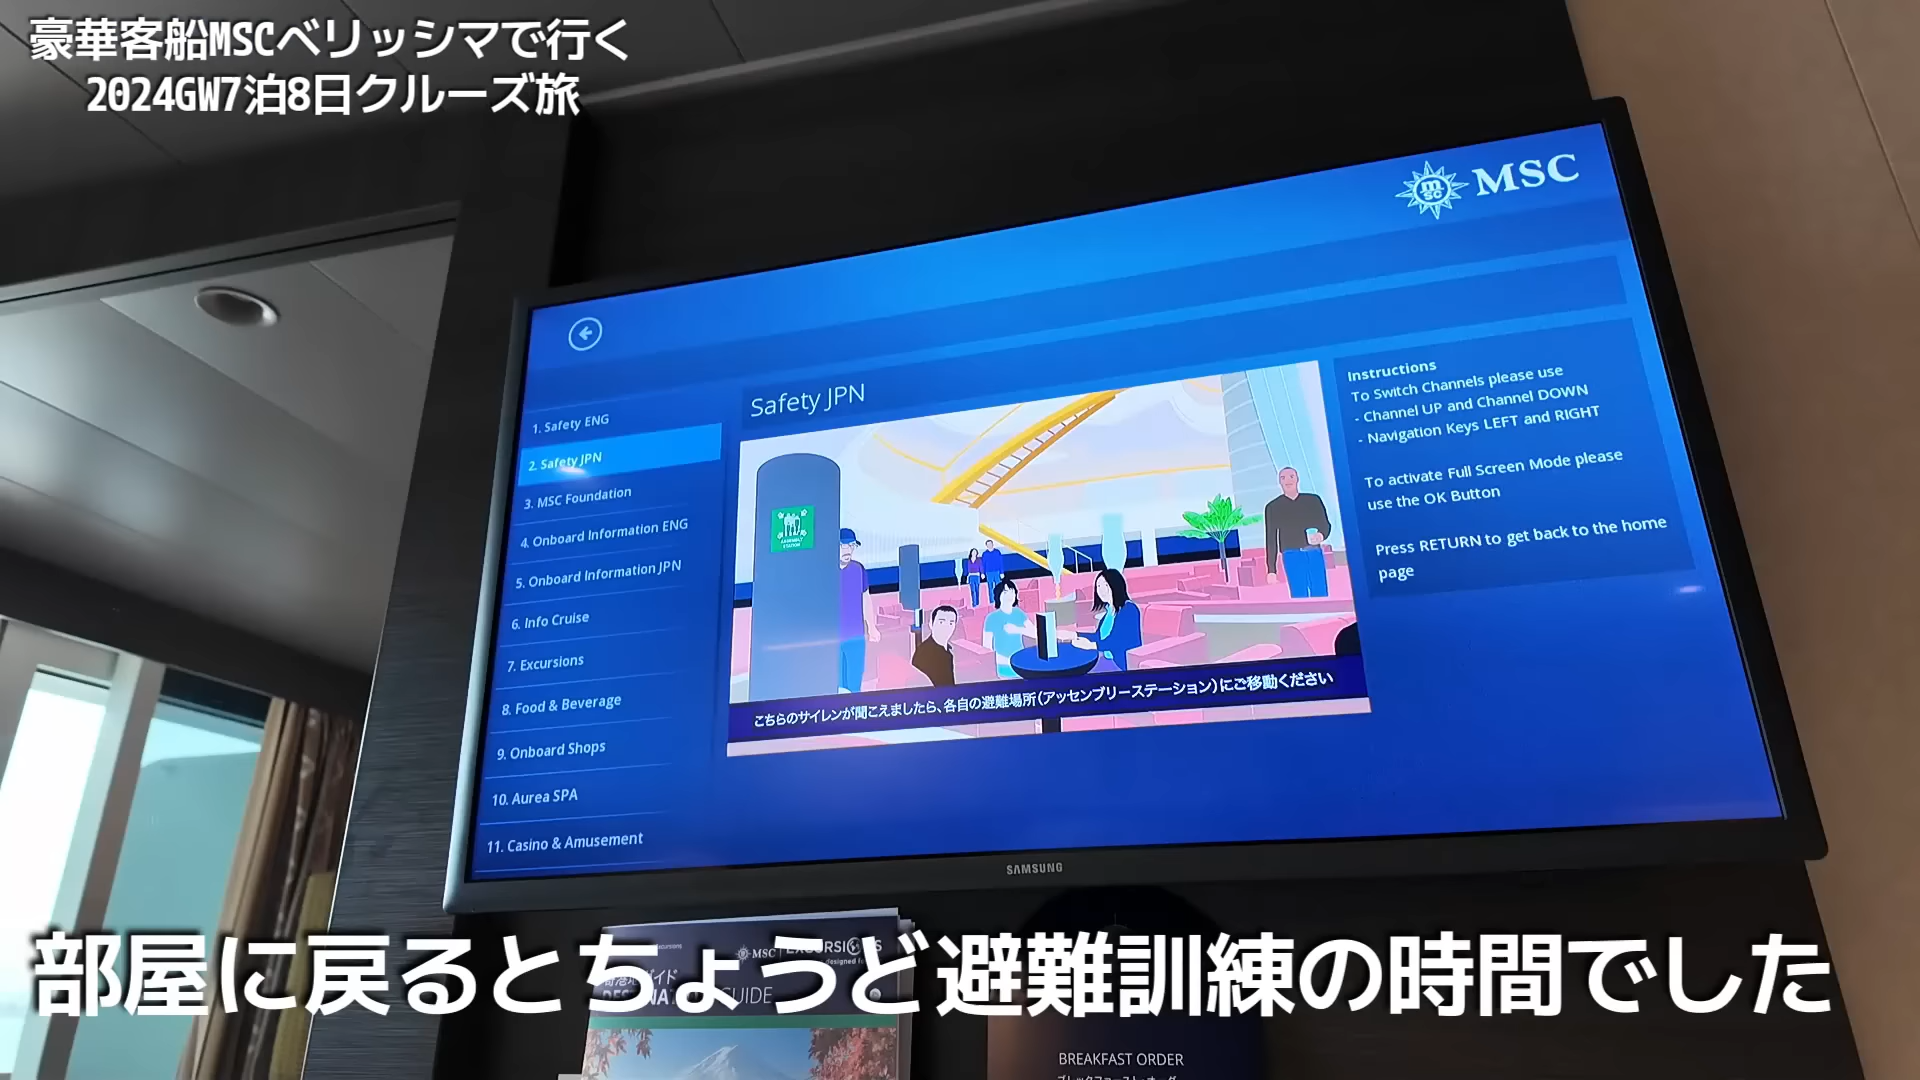 豪華客船MSCベリッシマで行く
2024GW7泊8日クルーズ旅
MSC
Safety JPN
1. Safety ENG
2. Safety JPN
3. MSC Foundation
4. Onboard Information ENG
5. Onboard Information JPN
6. Info Cruise
7. Excursions
8. Food & Beverage
9. Onboard Shops
10. Aurea SPA
11. Casino & Amusement
ASSEMBLY
STATION
こちらのサイレンが聞こえましたら、各自の避難場所(アッセンブリーステーション)にご移動ください
Instructions
To Switch Channels please use
- Channel UP and Channel DOWN
- Navigation Keys LEFT and RIGHT
To activate Full Screen Mode please
use the OK Button
Press RETURN to get back to the home
page
SAMSUNG
部屋に戻るとちょうど避難訓練の時間でした
MSC
GUIDE
BREAKFAST ORDER